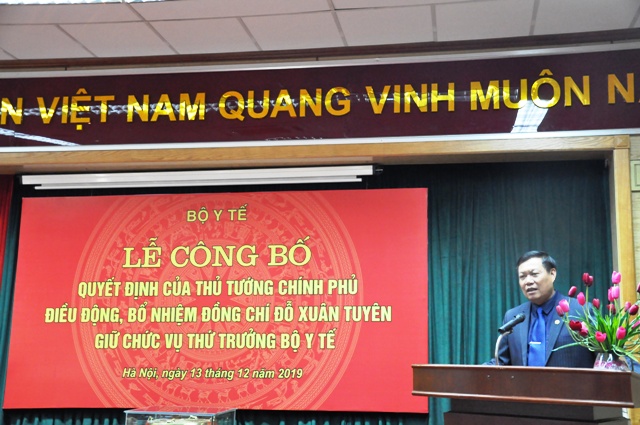 VIỆT NAM QUANG VINH MUÔN
BỘ Y TẾ
LỄ CÔNG BỐ
QUYẾT ĐỊNH CỦA THỦ TƯỚNG CHÍNH PHỦ
ĐIỀU ĐỘNG, BỔ NHIỆM ĐỒNG CHÍ ĐỖ XUÂN TUYÊN
GIỮ CHỨC VỤ THỨ TRƯỞNG BỘ Y TẾ
Hà Nội, ngày 13 tháng 12 năm 2019